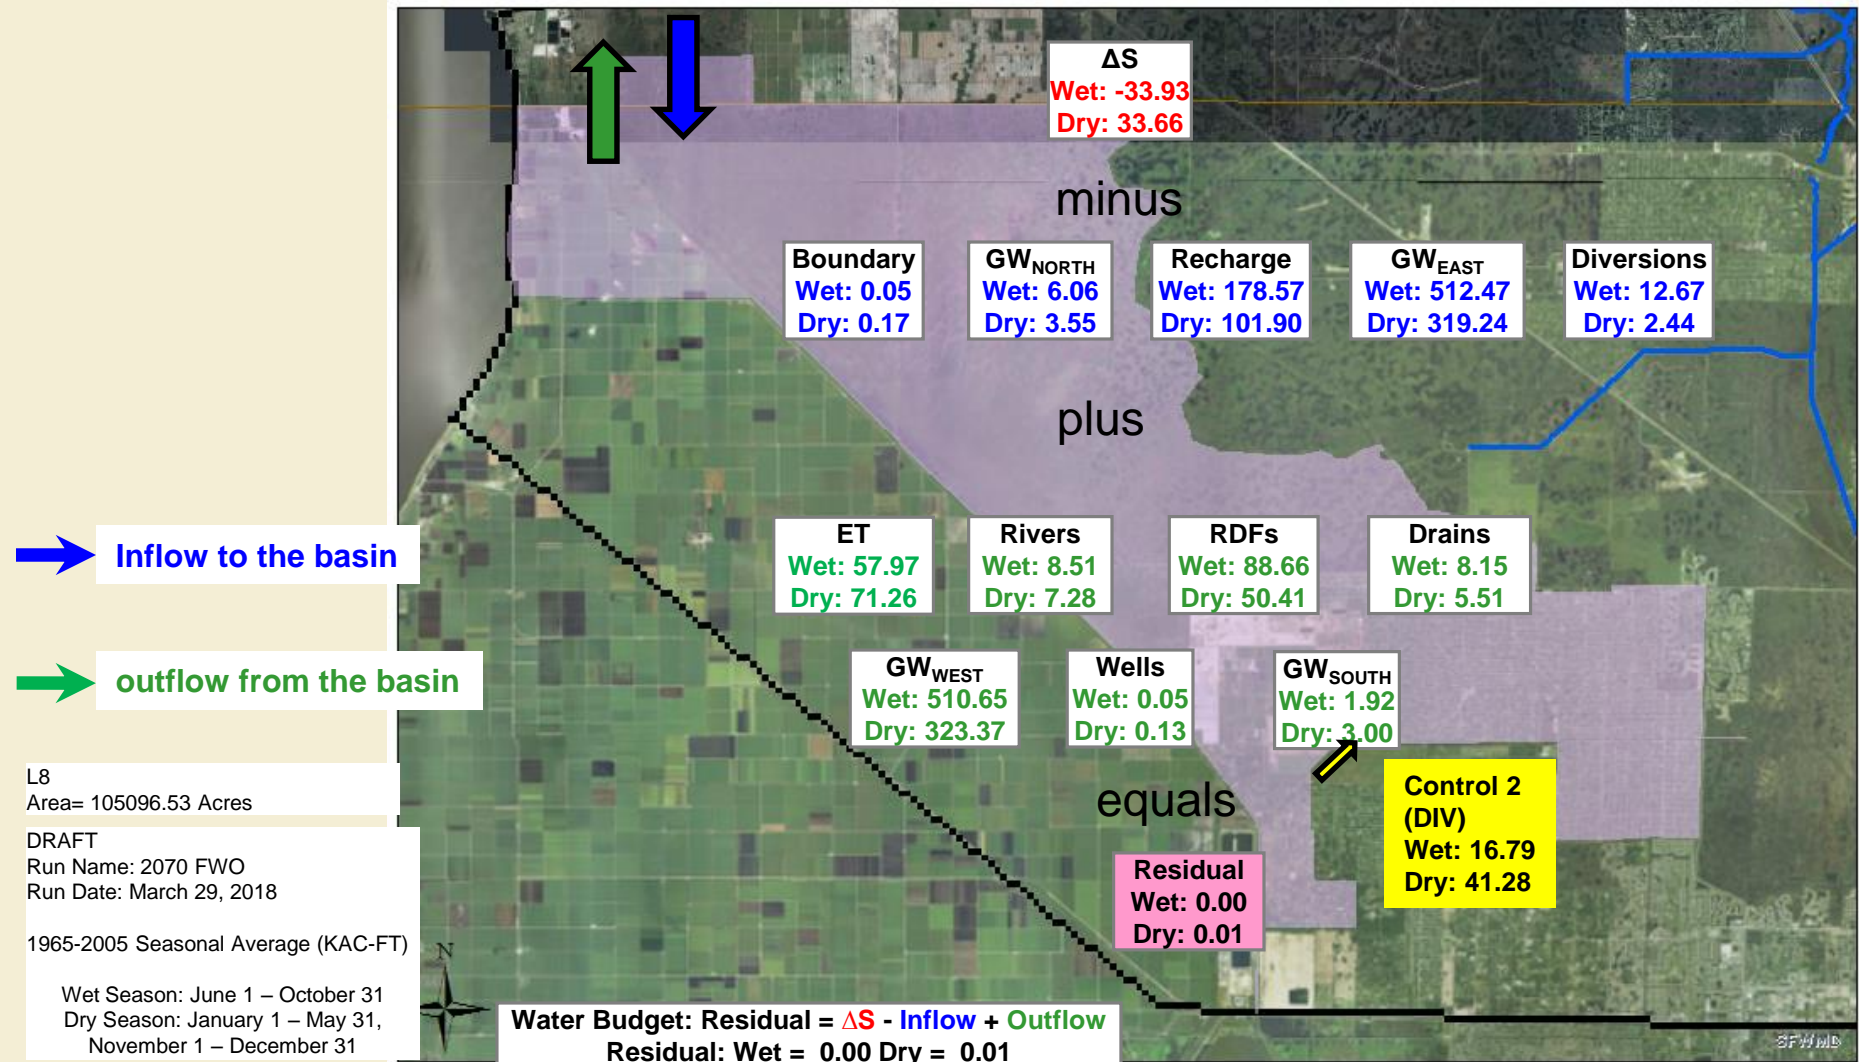 ΔS
Wet: -33.93
Dry: 33.66
minus
Boundary
Wet: 0.05
Dry: 0.17
GWNORTH
Wet: 6.06
Dry: 3.55
Recharge
Wet: 178.57
Dry: 101.90
GWEAST
Wet: 512.47
Dry: 319.24
Diversions
Wet: 12.67
Dry: 2.44
plus
Inflow to the basin
ET
Wet: 57.97
Dry: 71.26
Rivers
Wet: 8.51
Dry: 7.28
RDFs
Wet: 88.66
Dry: 50.41
Drains
Wet: 8.15
Dry: 5.51
outflow from the basin
GWWEST
Wet: 510.65
Dry: 323.37
Wells
Wet: 0.05
Dry: 0.13
GWSOUTH
Wet: 1.92
Dry: 3.00
equals
Control 2
(DIV)
Wet: 16.79
Dry: 41.28
Residual
Wet: 0.00
Dry: 0.01
L8
Area= 105096.53 Acres
DRAFT
Run Name: 2070 FWO
Run Date: March 29, 2018
1965-2005 Seasonal Average (KAC-FT)
Wet Season: June 1 – October 31
Dry Season: January 1 – May 31,
November 1 – December 31
N
Water Budget: Residual = ΔS - Inflow + Outflow
Residual: Wet = 0.00 Dry = 0.01
SFWMD